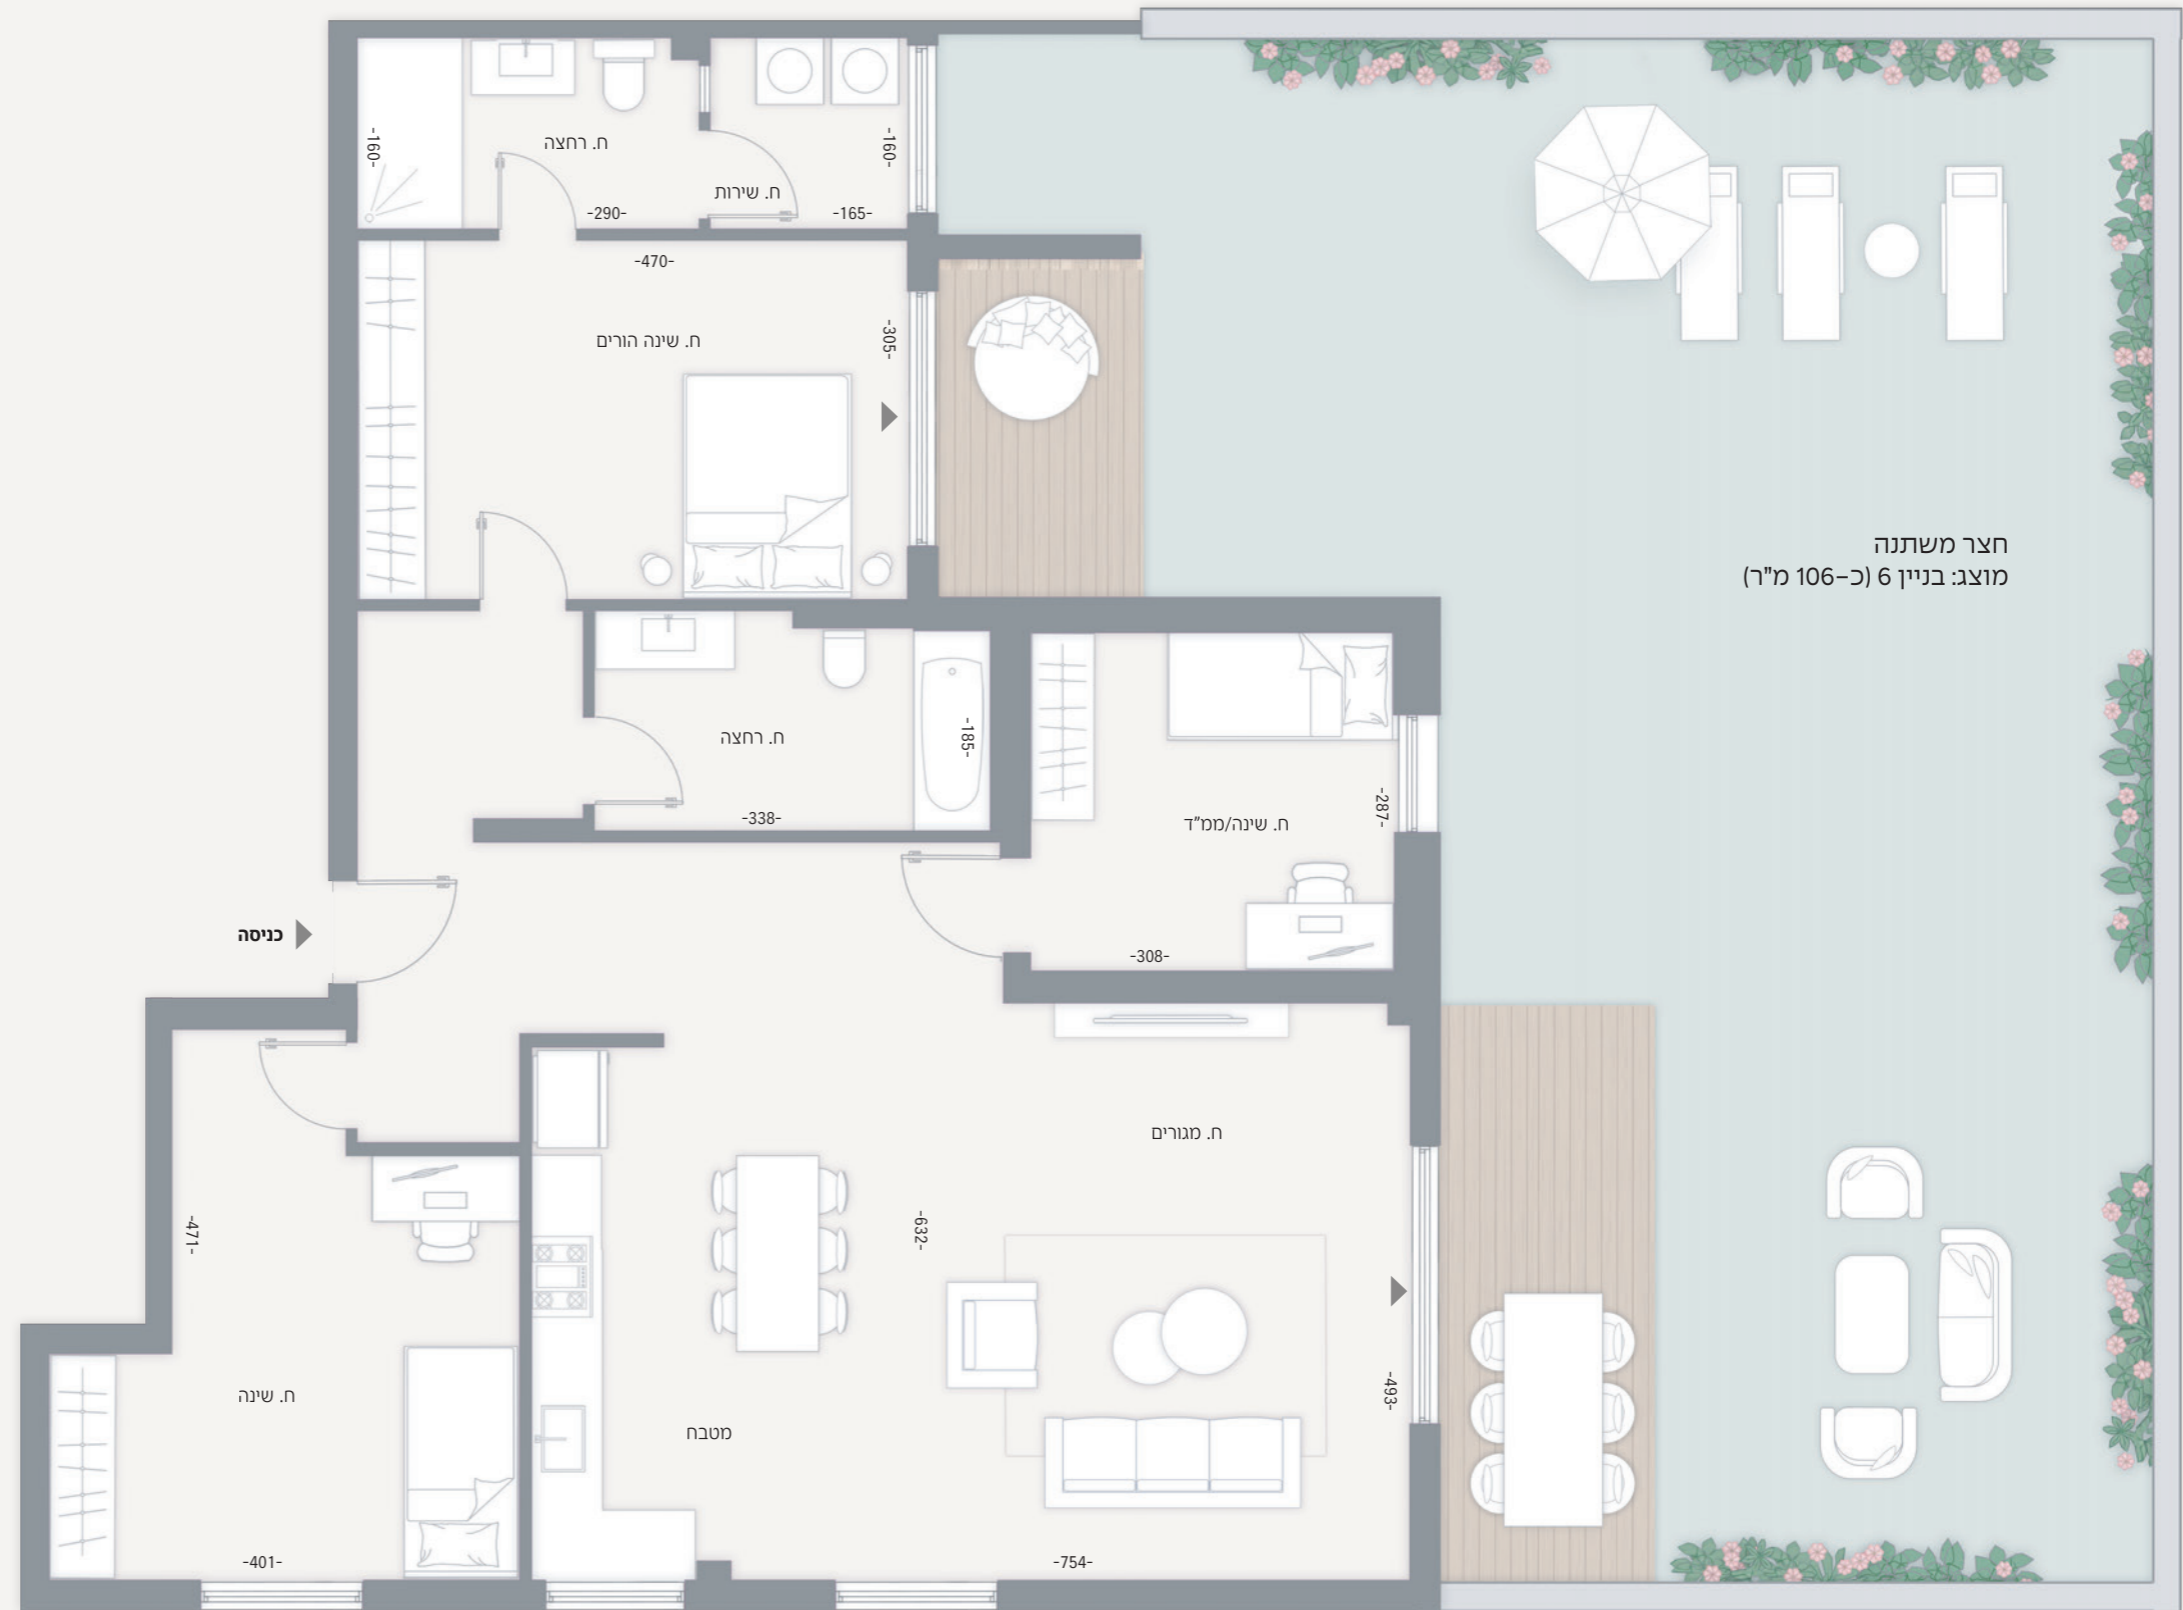 -160-
ח. רחצה
-290-
ח. שירות
-160-
-165-
-470-
ח. שינה הורים
-305-
חצר משתנה
מוצג: בניין 6 (כ-106 מ"ר)
ח. רחצה
-185-
-338-
ח. שינה/ממ"ד
-287-
-308-
כניסה
ח. מגורים
-632-
-493-
מטבח
-754-
-471-
ח. שינה
-401-